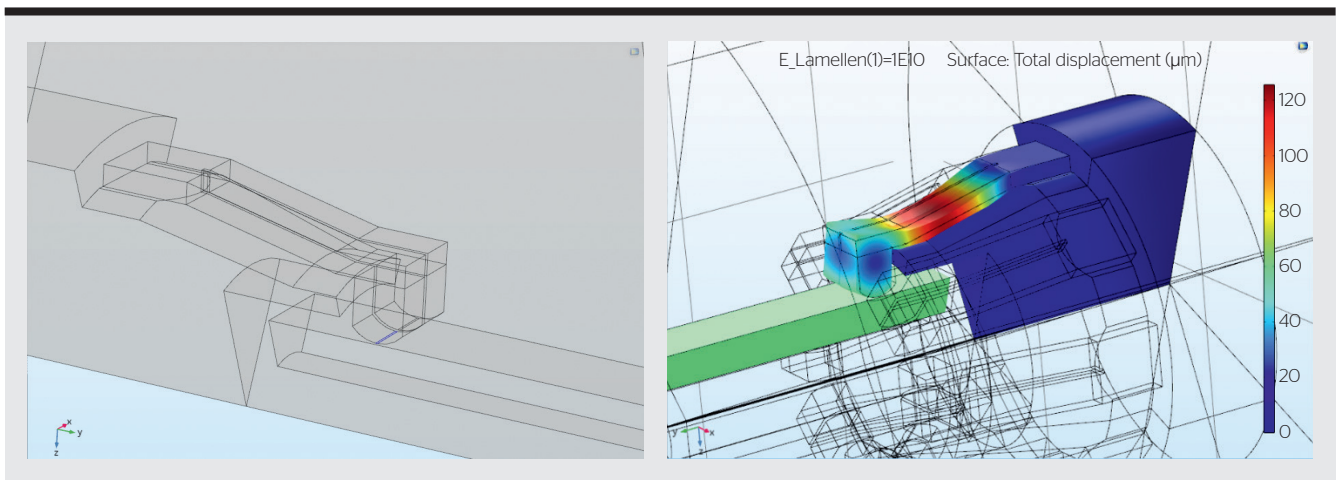 x
y
z
E_Lamellen(1)=1E10 Surface: Total displacement (µm)
120
100
80
60
40
20
0
y
x
z